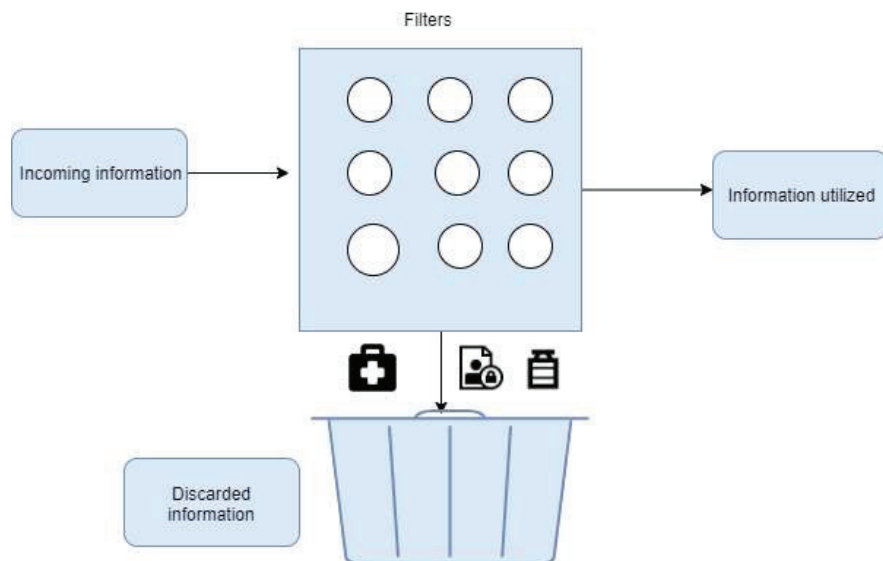 Filters
Incoming information
Information utilized
Discarded
information